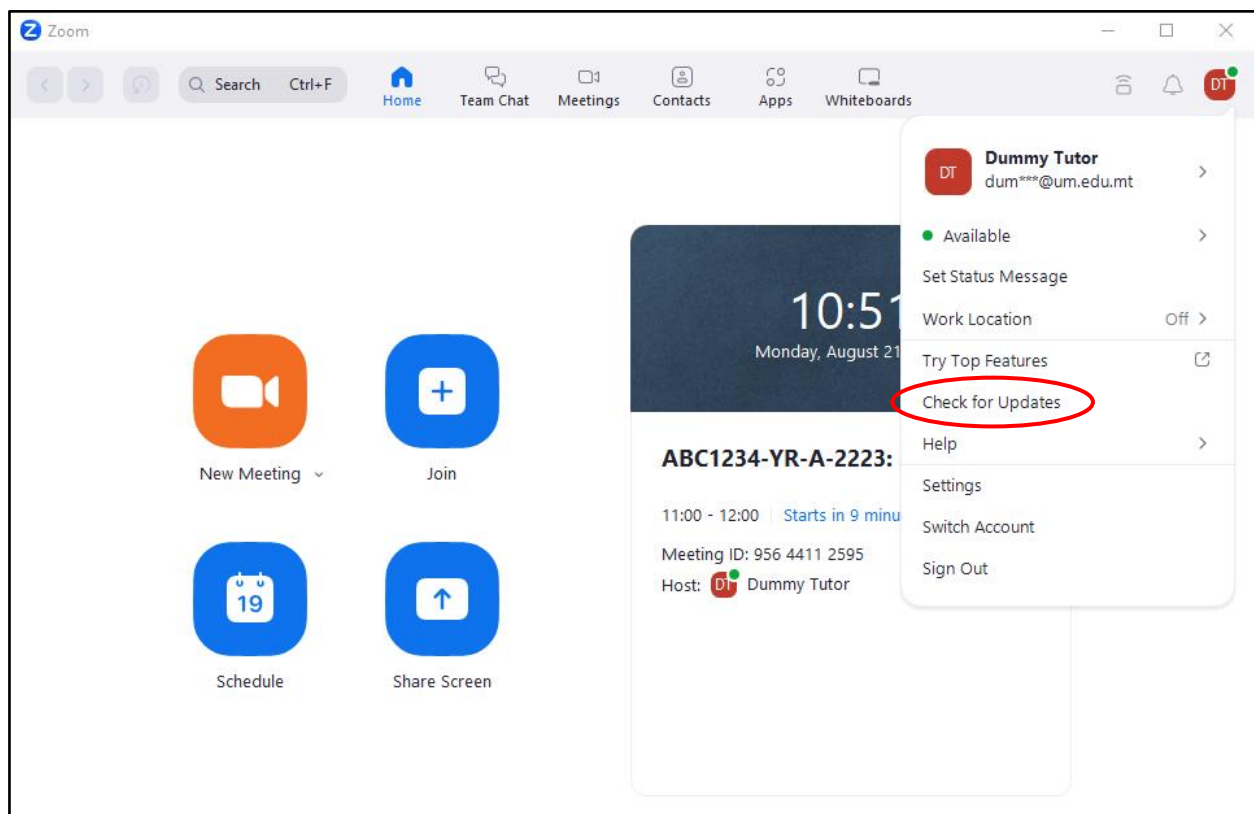 Zoom
Search Ctrl+F
Home
Team Chat
Meetings
Contacts
Apps
Whiteboards
DT
DT
Dummy Tutor
dum***@um.edu.mt
Available
Set Status Message
Work Location Off
Try Top Features
Check for Updates
Help
Settings
Switch Account
Sign Out
New Meeting
Join
19
Schedule
Share Screen
10:51
Monday, August 21
ABC1234-YR-A-2223:
11:00 - 12:00 Starts in 9 minu
Meeting ID: 956 4411 2595
Host: DT Dummy Tutor